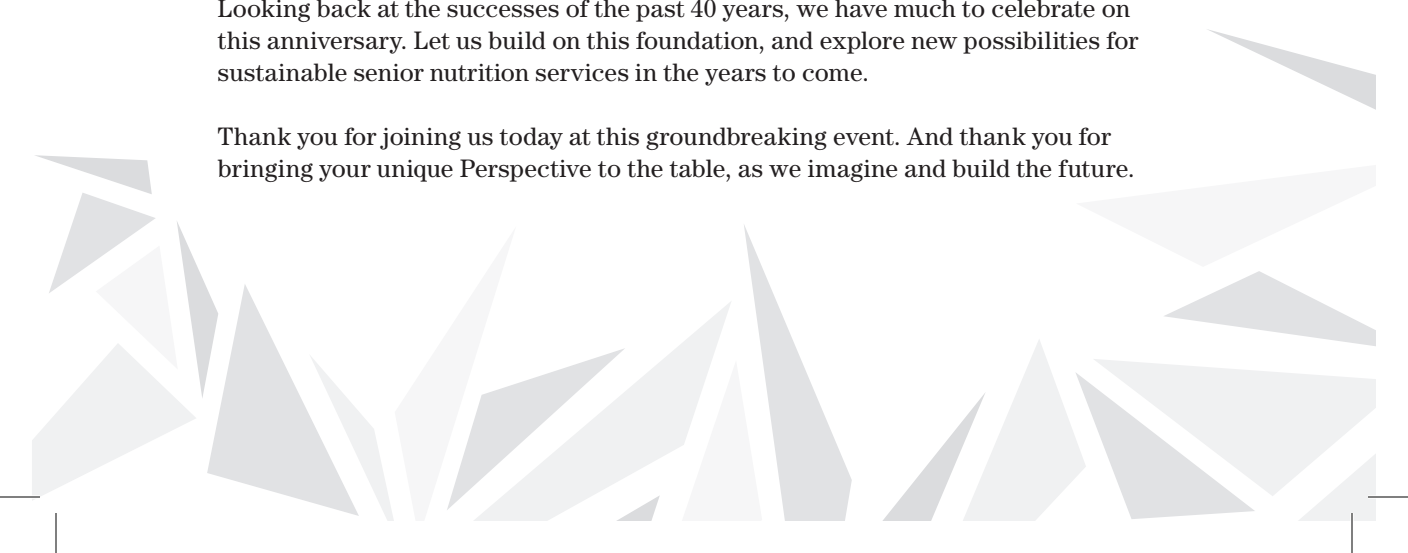 Looking back at the successes of the past 40 years, we have much to celebrate on
this anniversary. Let us build on this foundation, and explore new possibilities for
sustainable senior nutrition services in the years to come.
Thank you for joining us today at this groundbreaking event. And thank you for
bringing your unique Perspective to the table, as we imagine and build the future.